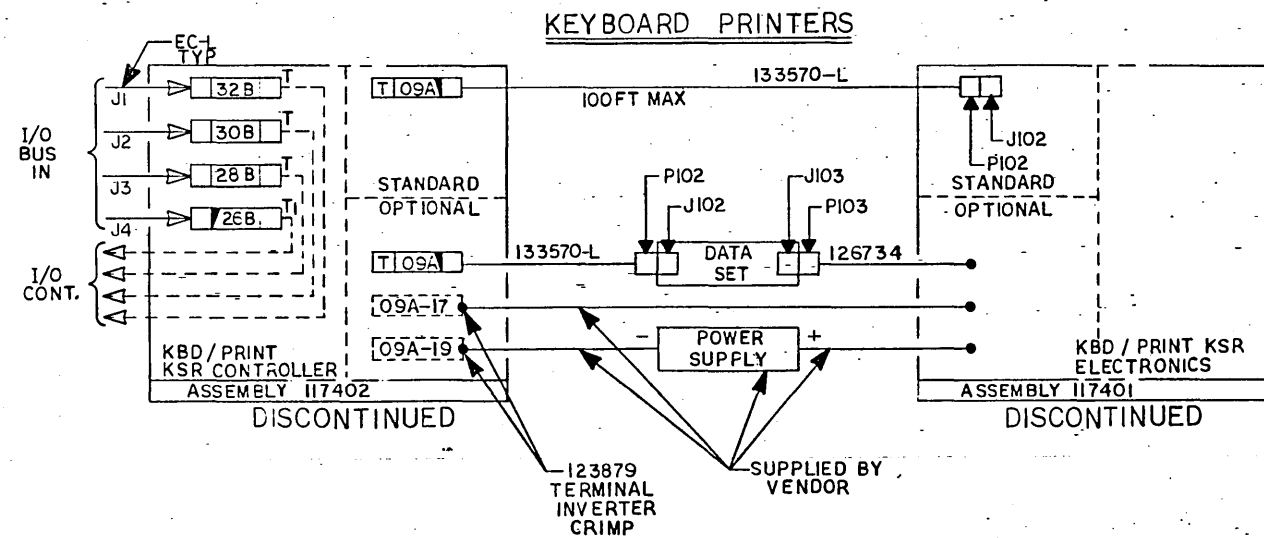 KEYBOARD PRINTERS
EC-L
TYP
I/O
BUS
IN
J1
J2
J3
J4
32B
T
30B
T
28B
T
26B
T
I/O
CONT.
KBD / PRINT
KSR CONTROLLER
ASSEMBLY 117402
DISCONTINUED
T 09A
133570-L
100FT MAX
STANDARD
OPTIONAL
T 09A
133570-L
P102
J102
DATA
SET
J103
P103
126734
09A-17
09A-19
-
POWER
SUPPLY
+
123879
TERMINAL
INVERTER
CRIMP
SUPPLIED BY
VENDOR
J102
P102
STANDARD
OPTIONAL
KBD / PRINT KSR
ELECTRONICS
ASSEMBLY 117401
DISCONTINUED